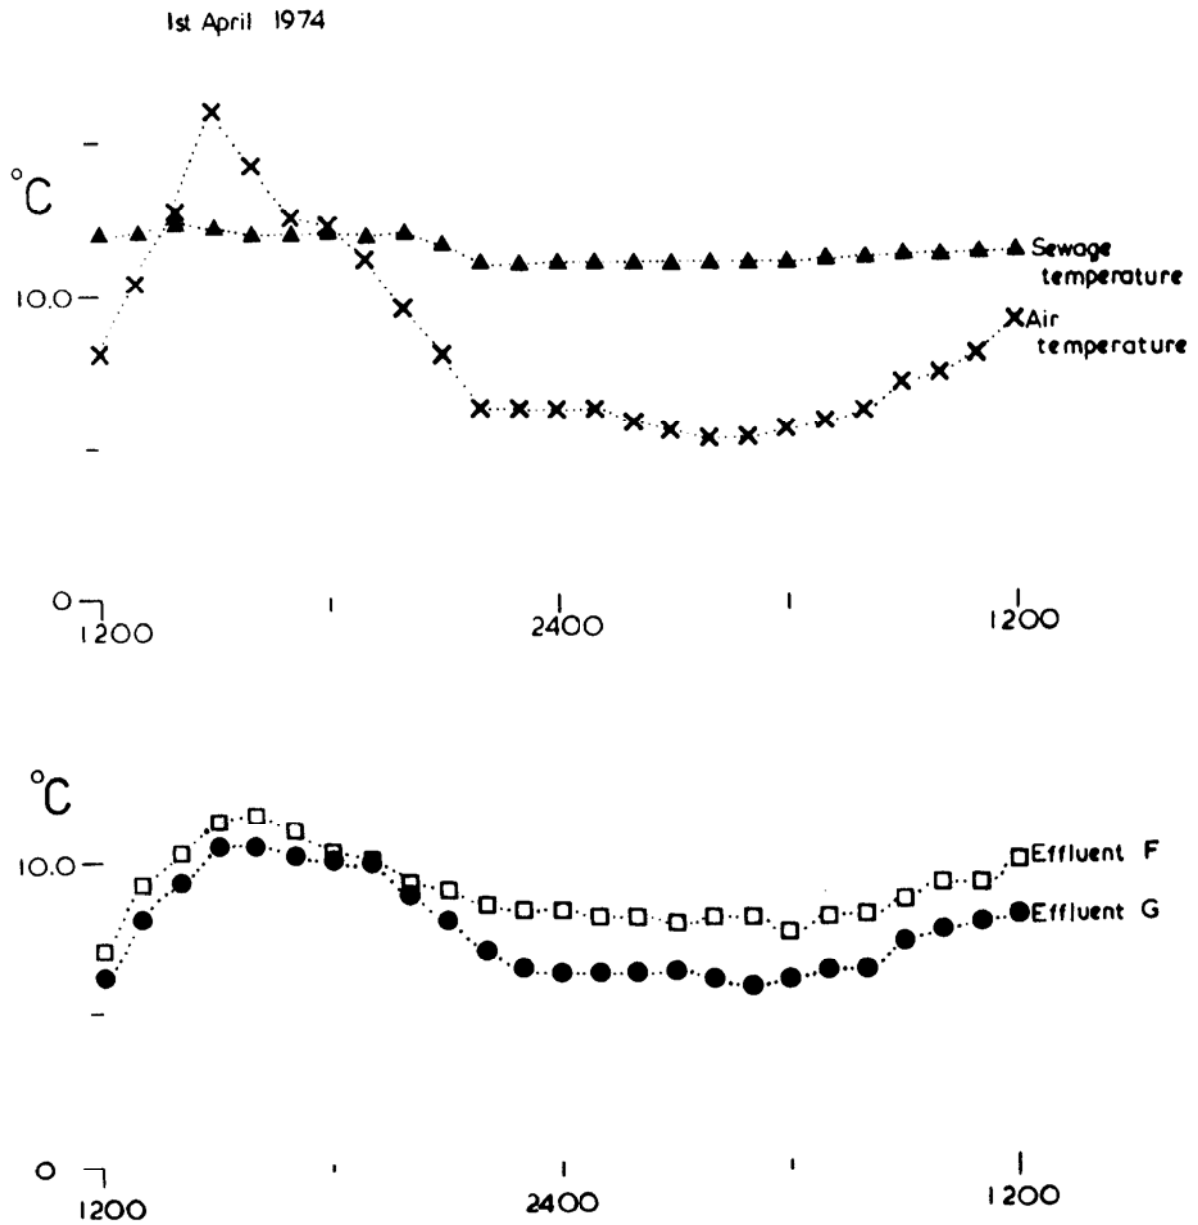 1st April 1974
°C
Sewage
temperature
10.0
Air
temperature
0
1200
2400
1200
°C
10.0
Effluent F
Effluent G
0
1200
2400
1200